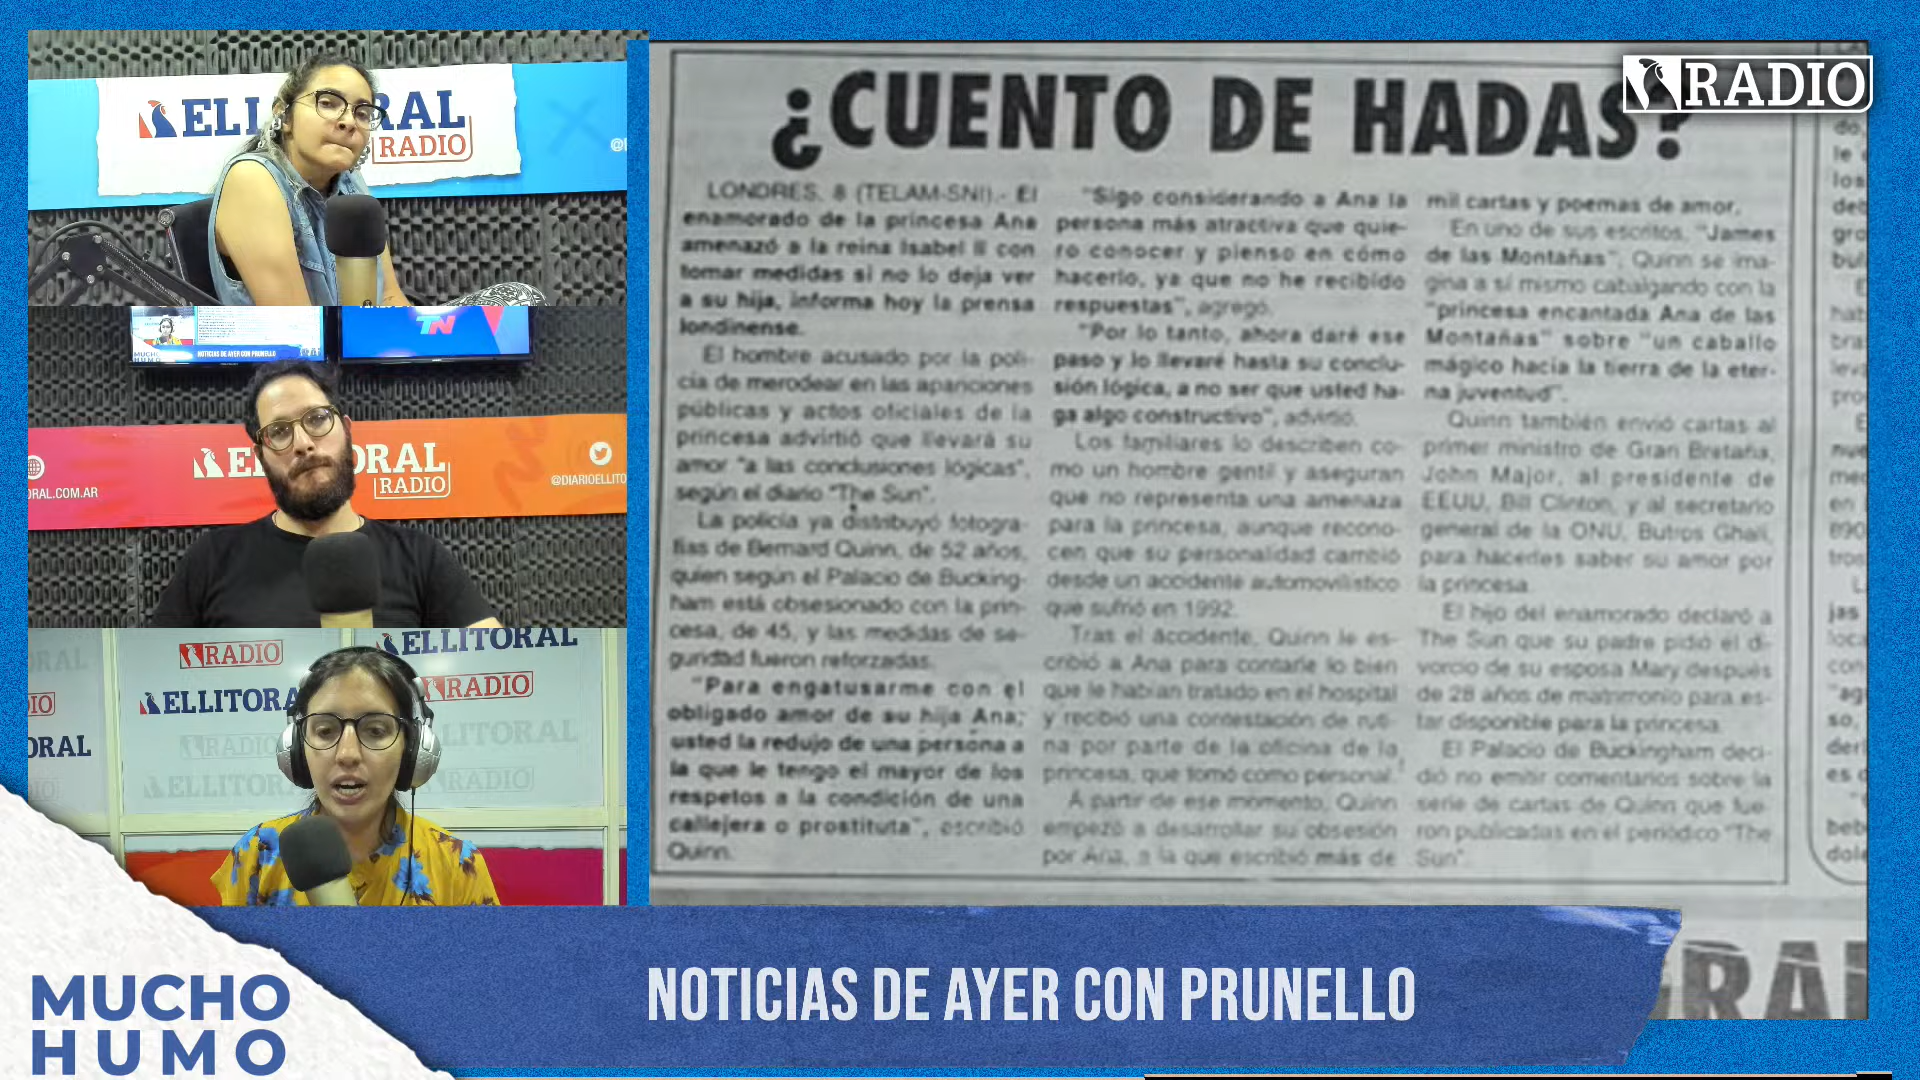 ELLITORAL
RADIO
TN
MUCHO
HUMO
NOTICIAS DE AYER CON PRUNELLO
ORAL.COM.AR
ELLITORAL
RADIO
@DIARIOELLITO
RADIO
ELLITORAL
RADIO
ELLITORAL
RADIO
ORAL
RADIO
ELLITORAL
RADIO
¿CUENTO DE HADAS?
LONDRES, 8 (TELAM-SNI).- El
enamorado de la princesa Ana
amenazó a la reina Isabel II con
tomar medidas si no lo deja ver
a su hija, informa hoy la prensa
londinense.
El hombre acusado por la poli-
cía de merodear en las apariciones
públicas y actos oficiales de la
princesa advirtió que llevará su
amor "a las conclusiones lógicas",
según el diario "The Sun".
La policía ya distribuyó fotogra-
fías de Bernard Quinn, de 52 años,
quien según el Palacio de Bucking-
ham está obsesionado con la prin-
cesa, de 45, y las medidas de se-
guridad fueron reforzadas.
"Para engatusarme con el
obligado amor de su hija Ana;
usted la redujo de una persona a
la que le tengo el mayor de los
respetos a la condición de una
callejera o prostituta", escribió
Quinn.
"Sigo considerando a Ana la
persona más atractiva que quie-
ro conocer y pienso en cómo
hacerlo, ya que no he recibido
respuestas", agregó.
"Por lo tanto, ahora daré ese
paso y lo llevaré hasta su conclu-
sión lógica, a no ser que usted ha-
ga algo constructivo", advirtió.
Los familiares lo describen co-
mo un hombre gentil y aseguran
que no representa una amenaza
para la princesa, aunque recono-
cen que su personalidad cambió
desde un accidente automovilístico
que sufrió en 1992.
Tras el accidente, Quinn le es-
cribió a Ana para contarle lo bien
que le habían tratado en el hospital
y recibió una contestación de ruti-
na por parte de la oficina de la
princesa, que tomó como personal.
A partir de ese momento, Quinn
empezó a desarrollar su obsesión
por Ana, a la que escribió más de
mil cartas y poemas de amor.
En uno de sus escritos, "James
de las Montañas", Quinn se ima-
gina a sí mismo cabalgando con la
"princesa encantada Ana de las
Montañas" sobre "un caballo
mágico hacia la tierra de la eter-
na juventud".
Quinn también envió cartas al
primer ministro de Gran Bretaña,
John Major, al presidente de
EEUU, Bill Clinton, y al secretario
general de la ONU, Butros Ghali,
para hacerles saber su amor por
la princesa.
El hijo del enamorado declaró a
The Sun que su padre pidió el di-
vorcio de su esposa Mary después
de 28 años de matrimonio para es-
tar disponible para la princesa.
El Palacio de Buckingham deci-
dió no emitir comentarios sobre la
serie de cartas de Quinn que fue-
ron publicadas en el periódico "The
Sun".
RADIO
MUCHO
HUMO
NOTICIAS DE AYER CON PRUNELLO